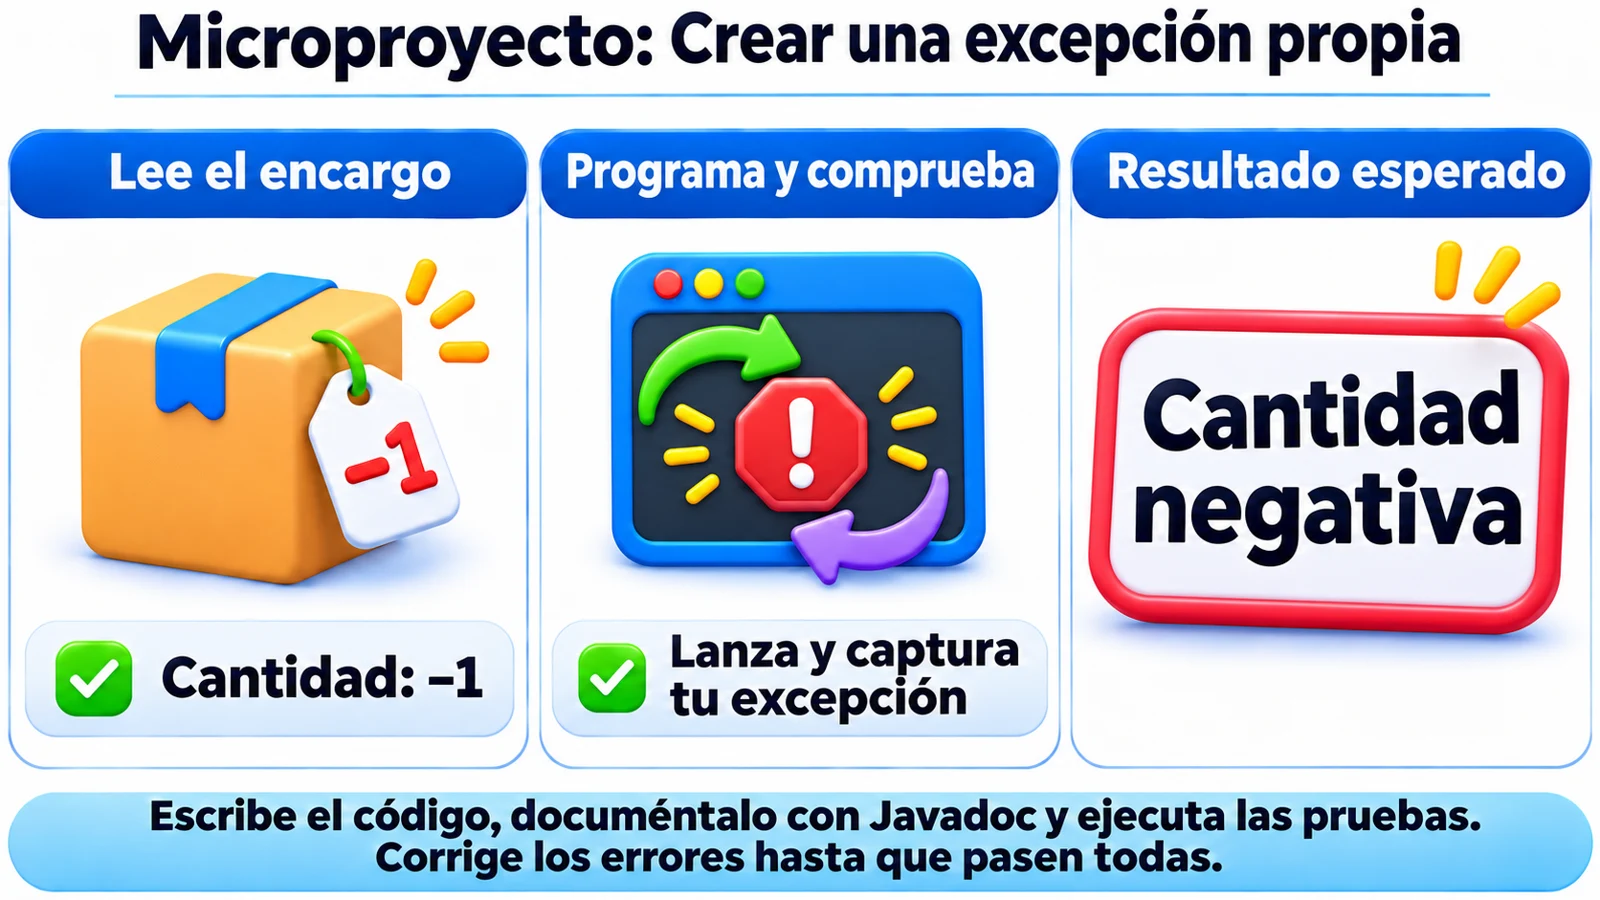 Microproyecto: Crear una excepción propia
Lee el encargo
Programa y comprueba
Resultado esperado
–1
Cantidad
negativa
Cantidad: –1
Lanza y captura
tu excepción
Escribe el código, documéntalo con Javadoc y ejecuta las pruebas.
Corrige los errores hasta que pasen todas.